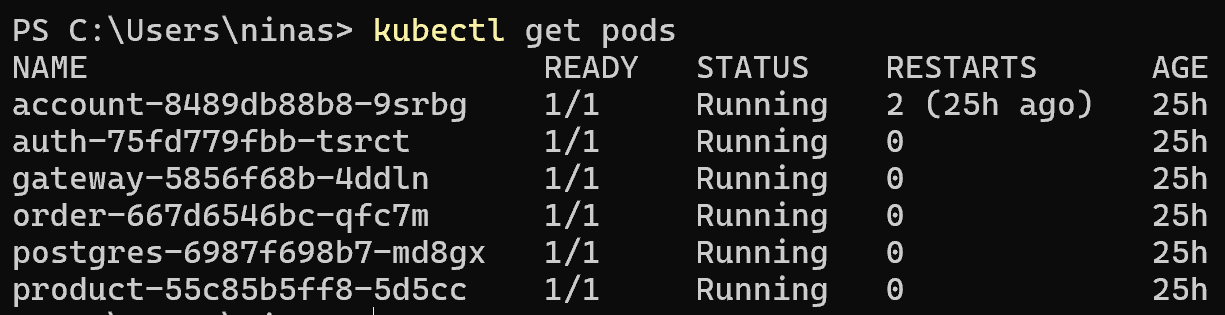 PS C:\Users\ninas> kubectl get pods
NAME READY STATUS RESTARTS AGE
account-8489db88b8-9srbg 1/1 Running 2 (25h ago) 25h
auth-75fd779fbb-tsrct 1/1 Running 0 25h
gateway-5856f68b-4ddln 1/1 Running 0 25h
order-667d6546bc-qfc7m 1/1 Running 0 25h
postgres-6987f698b7-md8gx 1/1 Running 0 25h
product-55c85b5ff8-5d5cc 1/1 Running 0 25h